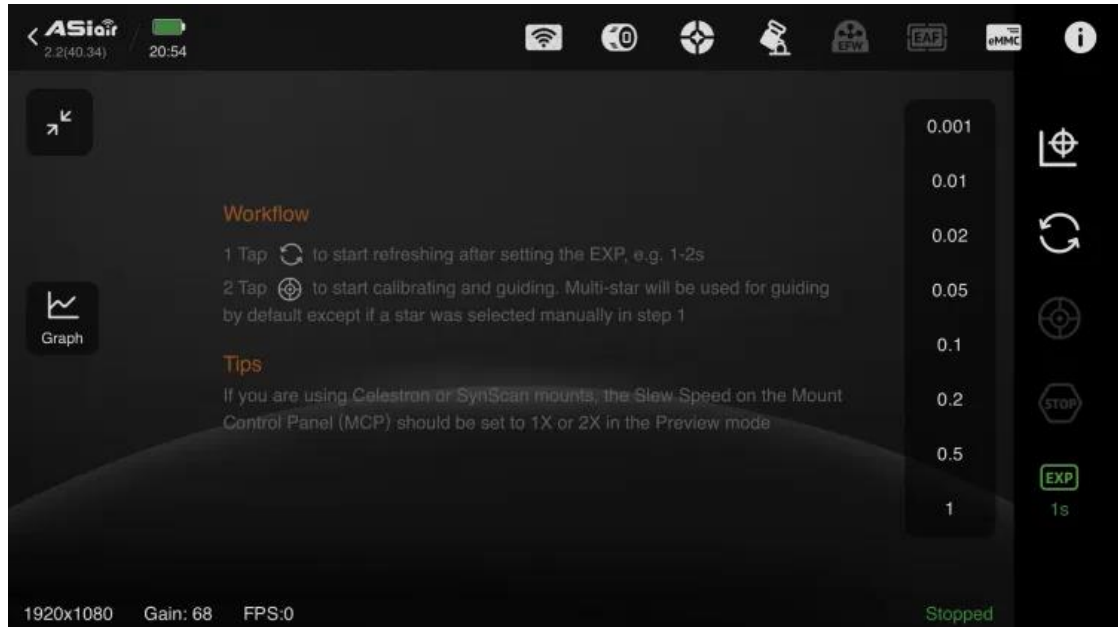 ASiair
2.2(40.34)
20:54
EFW
EAF
eMMC
Workflow
1 Tap to start refreshing after setting the EXP, e.g. 1-2s
2 Tap to start calibrating and guiding. Multi-star will be used for guiding
by default except if a star was selected manually in step 1
Tips
If you are using Celestron or SynScan mounts, the Slew Speed on the Mount
Control Panel (MCP) should be set to 1X or 2X in the Preview mode
Graph
0.001
0.01
0.02
0.05
0.1
0.2
0.5
1
STOP
EXP
1s
1920x1080 Gain: 68 FPS:0
Stopped